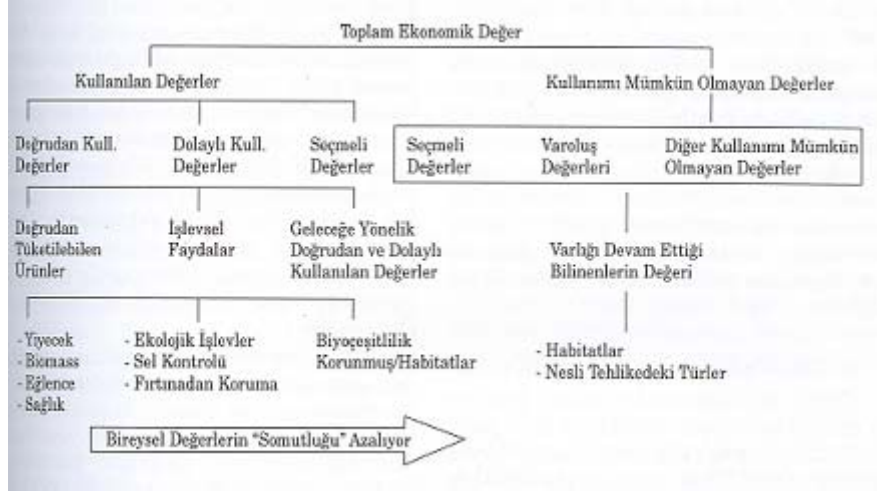 Toplam Ekonomik Değer
Kullanılan Değerler
Kullanımı Mümkün Olmayan Değerler
Doğrudan Kull.
Değerler
Dolaylı Kull.
Değerler
Seçmeli
Değerler
Seçmeli
Değerler
Varoluş
Değerleri
Diğer Kullanımı Mümkün
Olmayan Değerler
Doğrudan
Tüketilebilen
Ürünler
İşlevsel
Faydalar
Geleceğe Yönelik
Doğrudan ve Dolaylı
Kullanılan Değerler
Varlığı Devam Ettiği
Bilinenlerin Değeri
- Yiyecek
- Biomass
- Eğlence
- Sağlık
- Ekolojik İşlevler
- Sel Kontrolü
- Fırtınadan Koruma
Biyoçeşitlilik
Korunmuş/Habitatlar
- Habitatlar
- Nesli Tehlikedeki Türler
Bireysel Değerlerin "Somutluğu" Azalıyor